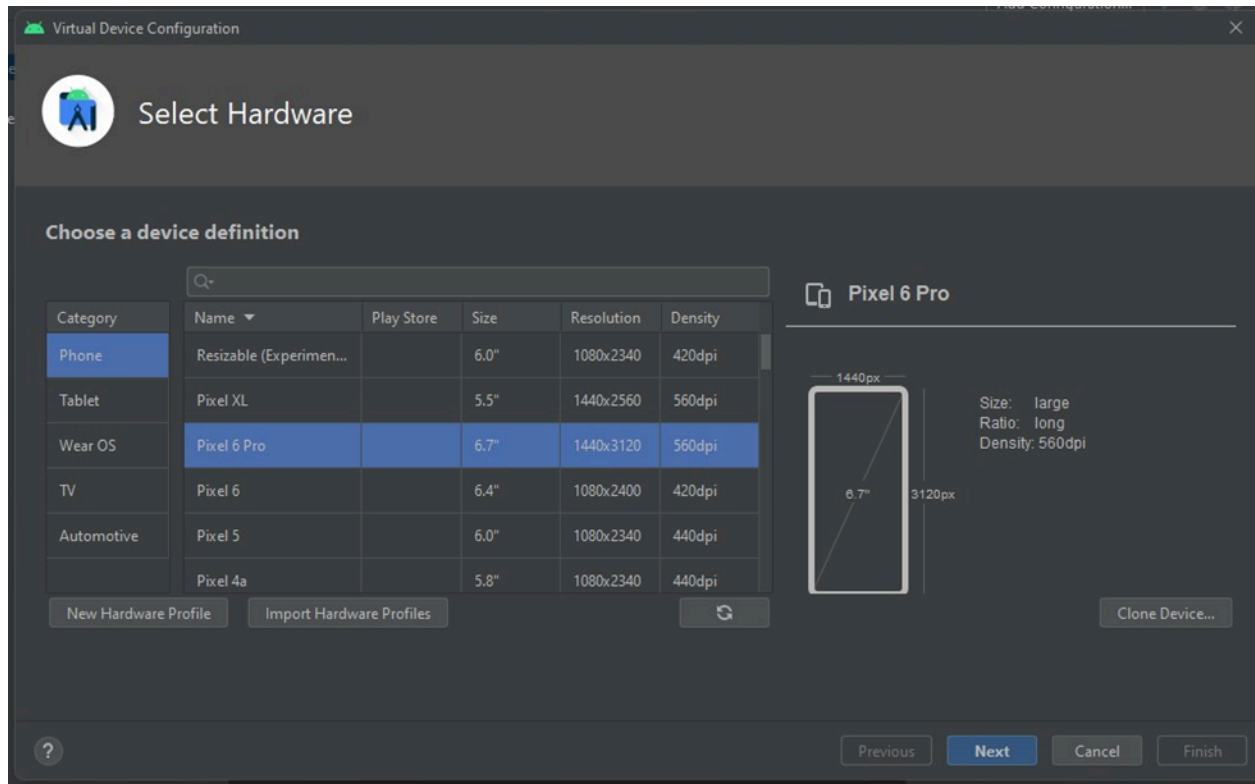 Add Configuration...
Virtual Device Configuration
Select Hardware
Choose a device definition
Category
Phone
Tablet
Wear OS
TV
Automotive
Name Play Store Size Resolution Density
Resizable (Experimen... 6.0" 1080x2340 420dpi
Pixel XL 5.5" 1440x2560 560dpi
Pixel 6 Pro 6.7" 1440x3120 560dpi
Pixel 6 6.4" 1080x2400 420dpi
Pixel 5 6.0" 1080x2340 440dpi
Pixel 4a 5.8" 1080x2340 440dpi
New Hardware Profile Import Hardware Profiles
Pixel 6 Pro
1440px
6.7"
3120px
Size: large
Ratio: long
Density: 560dpi
Clone Device...
? Previous Next Cancel Finish